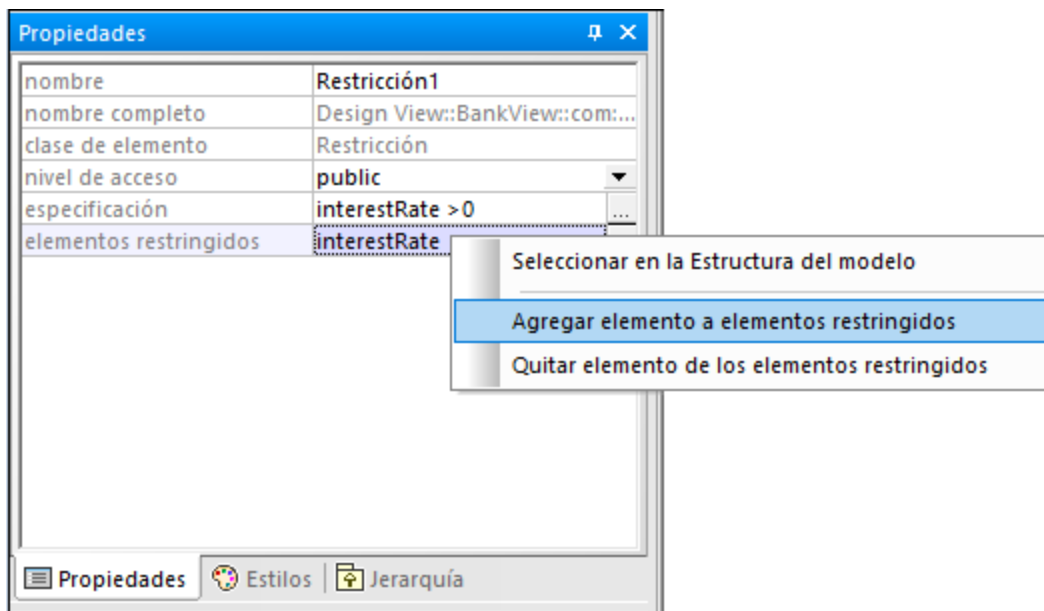 Propiedades
nombre Restricción1
nombre completo Design View::BankView::com:...
clase de elemento Restricción
nivel de acceso public
especificación interestRate >0 ...
elementos restringidos interestRate
Seleccionar en la Estructura del modelo
Agregar elemento a elementos restringidos
Quitar elemento de los elementos restringidos
Propiedades Estilos Jerarquía